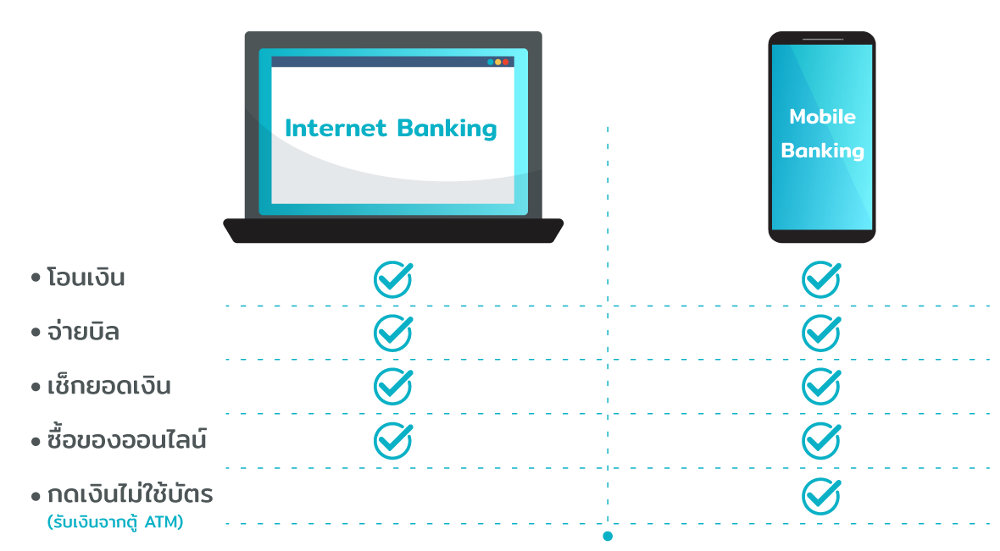 Internet Banking
Mobile
Banking
• โอนเงิน
• จ่ายบิล
• เช็กยอดเงิน
• ซื้อของออนไลน์
• กดเงินไม่ใช้บัตร
(รับเงินจากตู้ ATM)